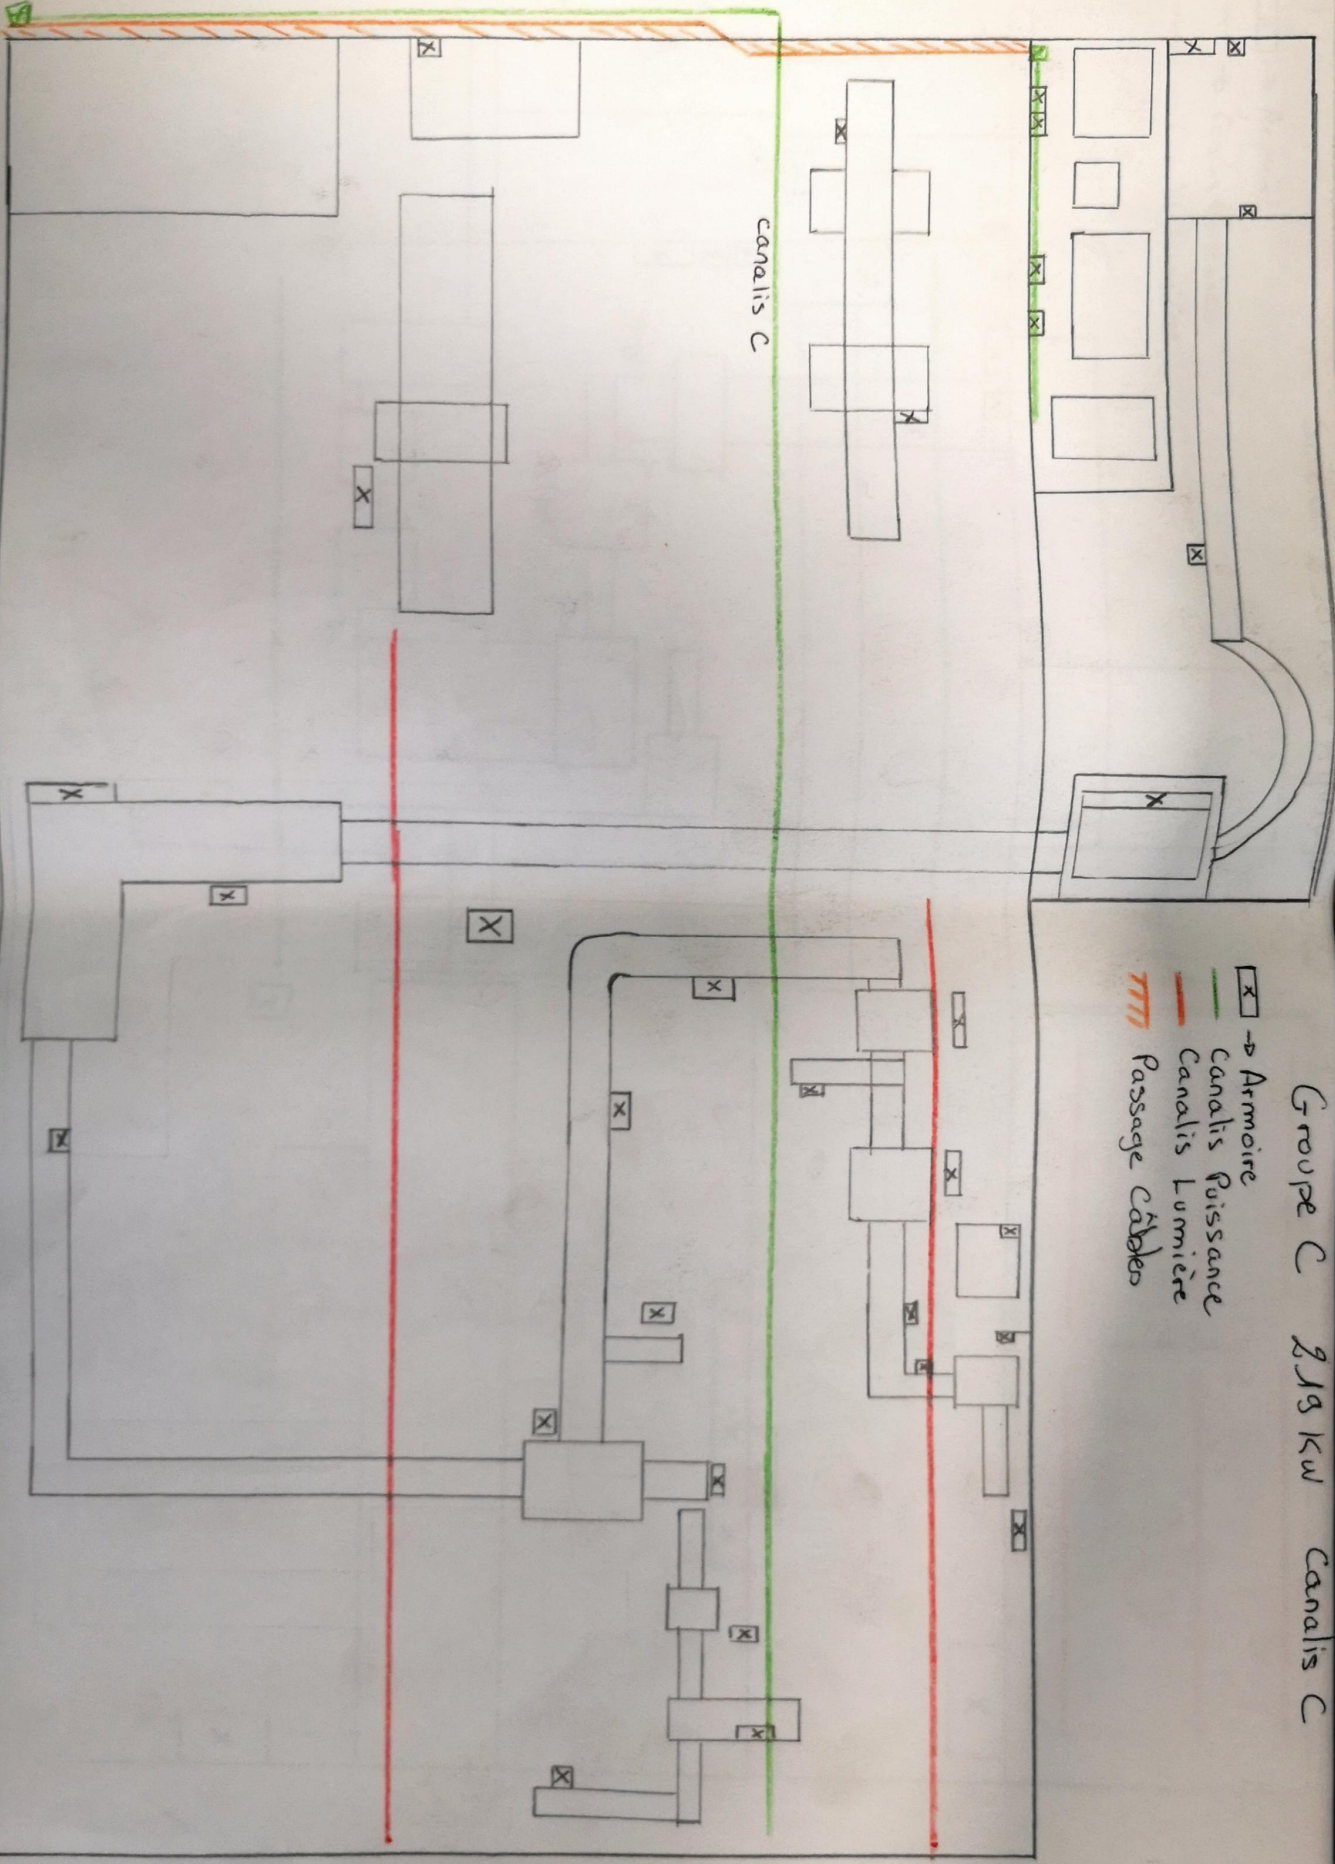 Groupe C 219 KW Canalis C
X → Armoire
Canalis Puissance
Canalis Lumière
Passage Câbles
canalis C